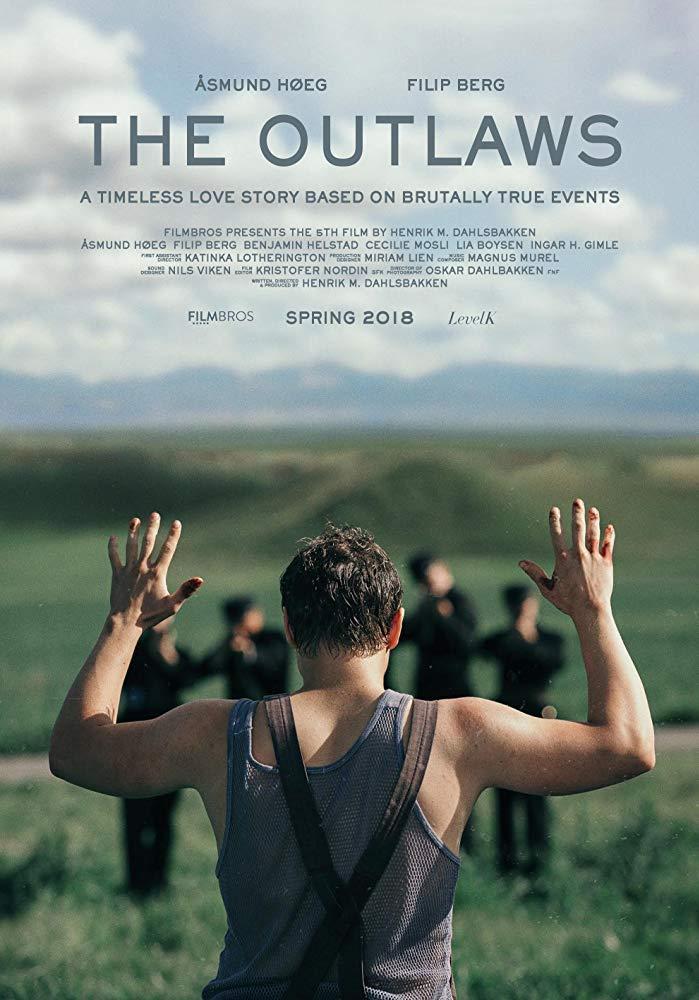 ÅSMUND HØEG FILIP BERG
THE OUTLAWS
A TIMELESS LOVE STORY BASED ON BRUTALLY TRUE EVENTS
FILMBROS PRESENTS THE 5TH FILM BY HENRIK M. DAHLSBAKKEN
ÅSMUND HØEG FILIP BERG BENJAMIN HELSTAD CECILIE MOSLI LIA BOYSEN INGAR H. GIMLE
FIRST ASSISTANT DIRECTOR KATINKA LOTHERINGTON PRODUCTION DESIGNER MIRIAM LIEN MUSIC COMPOSER MAGNUS MUREL
SOUND DESIGNER NILS VIKEN FILM EDITOR KRISTOFER NORDIN SFK DIRECTOR OF PHOTOGRAPHY OSKAR DAHLSBAKKEN FNF
WRITTEN, DIRECTED & PRODUCED BY HENRIK M. DAHLSBAKKEN
FILMBROS SPRING 2018 LevelK